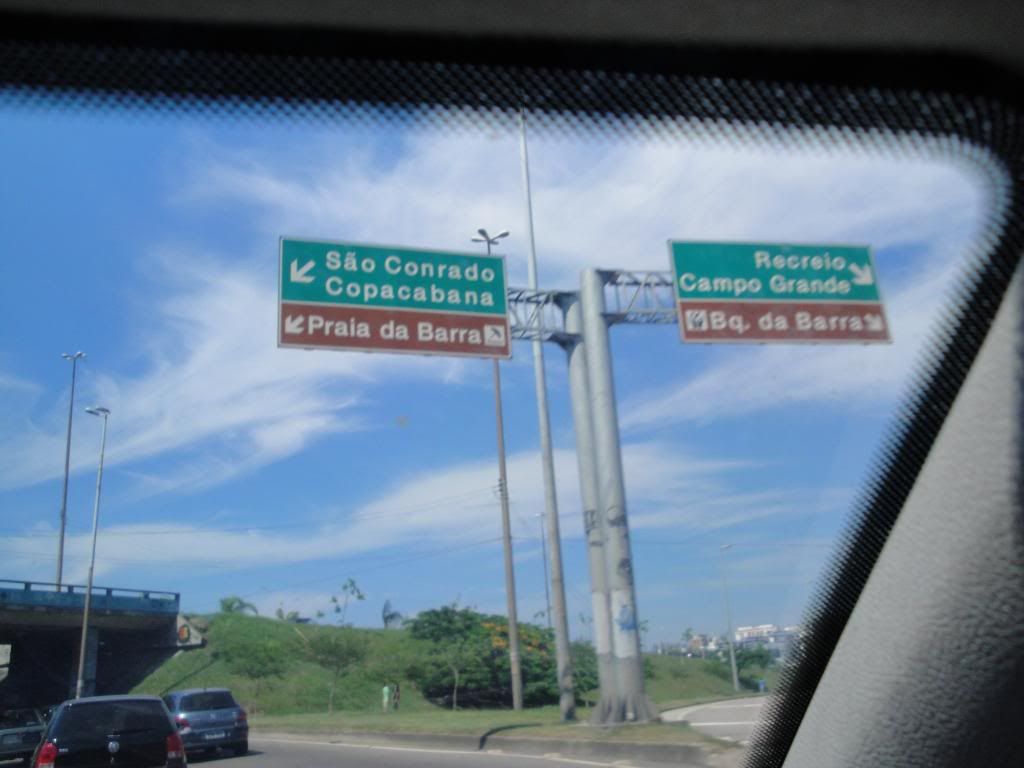 São Conrado
Copacabana
Praia da Barra
Recreio
Campo Grande
Bq. da Barra